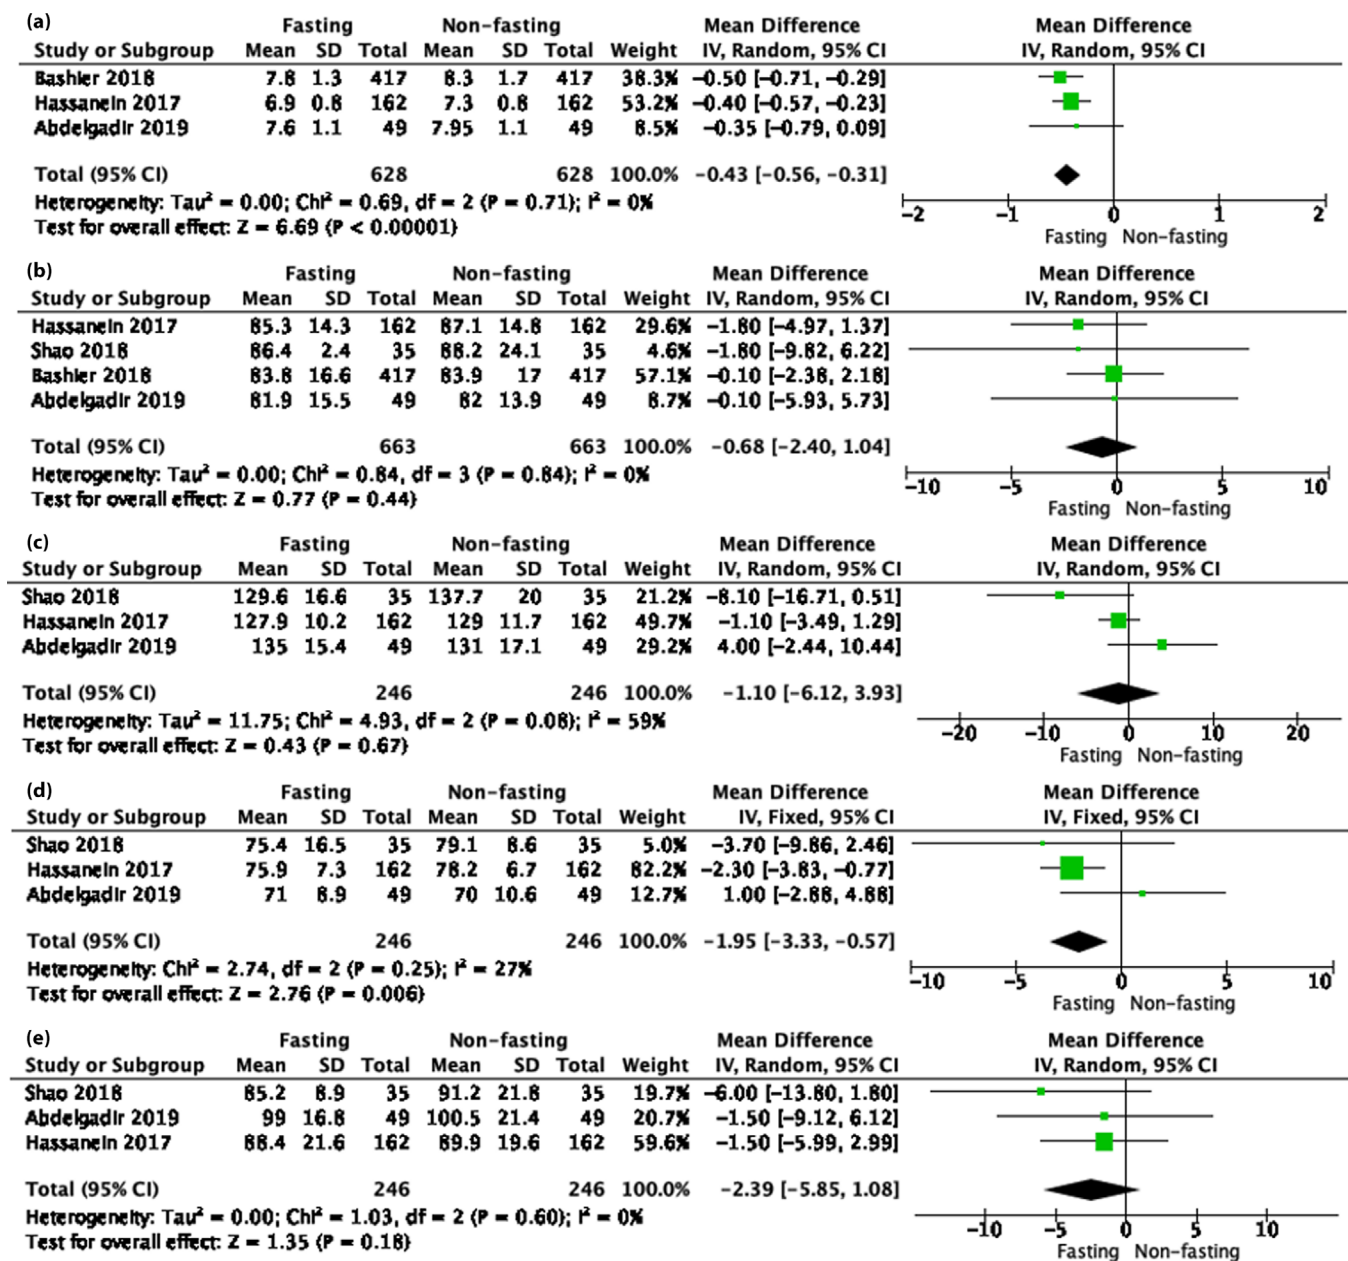 (a)
Fasting Non-fasting Mean Difference Mean Difference
Study or Subgroup Mean SD Total Mean SD Total Weight IV, Random, 95% CI IV, Random, 95% CI
Bashier 2018 7.8 1.3 417 8.3 1.7 417 38.3% −0.50 [−0.71, −0.29]
Hassanein 2017 6.9 0.8 162 7.3 0.8 162 53.2% −0.40 [−0.57, −0.23]
Abdelgadir 2019 7.6 1.1 49 7.95 1.1 49 8.5% −0.35 [−0.79, 0.09]
Total (95% CI) 628 628 100.0% −0.43 [−0.56, −0.31]
Heterogeneity: Tau² = 0.00; Chi² = 0.69, df = 2 (P = 0.71); I² = 0%
Test for overall effect: Z = 6.69 (P < 0.00001)
−2 −1 0 1 2
Fasting Non-fasting
(b)
Fasting Non-fasting Mean Difference Mean Difference
Study or Subgroup Mean SD Total Mean SD Total Weight IV, Random, 95% CI IV, Random, 95% CI
Hassanein 2017 85.3 14.3 162 87.1 14.8 162 29.6% −1.80 [−4.97, 1.37]
Shao 2018 86.4 2.4 35 88.2 24.1 35 4.6% −1.80 [−9.82, 6.22]
Bashier 2018 83.8 16.6 417 83.9 17 417 57.1% −0.10 [−2.38, 2.18]
Abdelgadir 2019 81.9 15.5 49 82 13.9 49 8.7% −0.10 [−5.93, 5.73]
Total (95% CI) 663 663 100.0% −0.68 [−2.40, 1.04]
Heterogeneity: Tau² = 0.00; Chi² = 0.84, df = 3 (P = 0.84); I² = 0%
Test for overall effect: Z = 0.77 (P = 0.44)
−10 −5 0 5 10
Fasting Non-fasting
(c)
Fasting Non-fasting Mean Difference Mean Difference
Study or Subgroup Mean SD Total Mean SD Total Weight IV, Random, 95% CI IV, Random, 95% CI
Shao 2018 129.6 16.6 35 137.7 20 35 21.2% −8.10 [−16.71, 0.51]
Hassanein 2017 127.9 10.2 162 129 11.7 162 49.7% −1.10 [−3.49, 1.29]
Abdelgadir 2019 135 15.4 49 131 17.1 49 29.2% 4.00 [−2.44, 10.44]
Total (95% CI) 246 246 100.0% −1.10 [−6.12, 3.93]
Heterogeneity: Tau² = 11.75; Chi² = 4.93, df = 2 (P = 0.08); I² = 59%
Test for overall effect: Z = 0.43 (P = 0.67)
−20 −10 0 10 20
Fasting Non-fasting
(d)
Fasting Non-fasting Mean Difference Mean Difference
Study or Subgroup Mean SD Total Mean SD Total Weight IV, Fixed, 95% CI IV, Fixed, 95% CI
Shao 2018 75.4 16.5 35 79.1 8.6 35 5.0% −3.70 [−9.86, 2.46]
Hassanein 2017 75.9 7.3 162 78.2 6.7 162 82.2% −2.30 [−3.83, −0.77]
Abdelgadir 2019 71 8.9 49 70 10.6 49 12.7% 1.00 [−2.88, 4.88]
Total (95% CI) 246 246 100.0% −1.95 [−3.33, −0.57]
Heterogeneity: Chi² = 2.74, df = 2 (P = 0.25); I² = 27%
Test for overall effect: Z = 2.76 (P = 0.006)
−10 −5 0 5 10
Fasting Non-fasting
(e)
Fasting Non-fasting Mean Difference Mean Difference
Study or Subgroup Mean SD Total Mean SD Total Weight IV, Random, 95% CI IV, Random, 95% CI
Shao 2018 85.2 8.9 35 91.2 21.8 35 19.7% −6.00 [−13.80, 1.80]
Abdelgadir 2019 99 16.8 49 100.5 21.4 49 20.7% −1.50 [−9.12, 6.12]
Hassanein 2017 88.4 21.6 162 89.9 19.6 162 59.6% −1.50 [−5.99, 2.99]
Total (95% CI) 246 246 100.0% −2.39 [−5.85, 1.08]
Heterogeneity: Tau² = 0.00; Chi² = 1.03, df = 2 (P = 0.60); I² = 0%
Test for overall effect: Z = 1.35 (P = 0.18)
−10 −5 0 5 10
Fasting Non-fasting